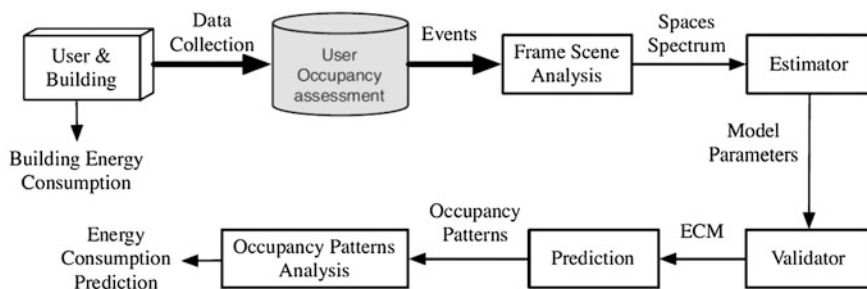 Data
Collection
User &
Building
User
Occupancy
assessment
Events
Frame Scene
Analysis
Spaces
Spectrum
Estimator
Building Energy
Consumption
Model
Parameters
Validator
ECM
Prediction
Occupancy
Patterns
Occupancy Patterns
Analysis
Energy
Consumption
Prediction